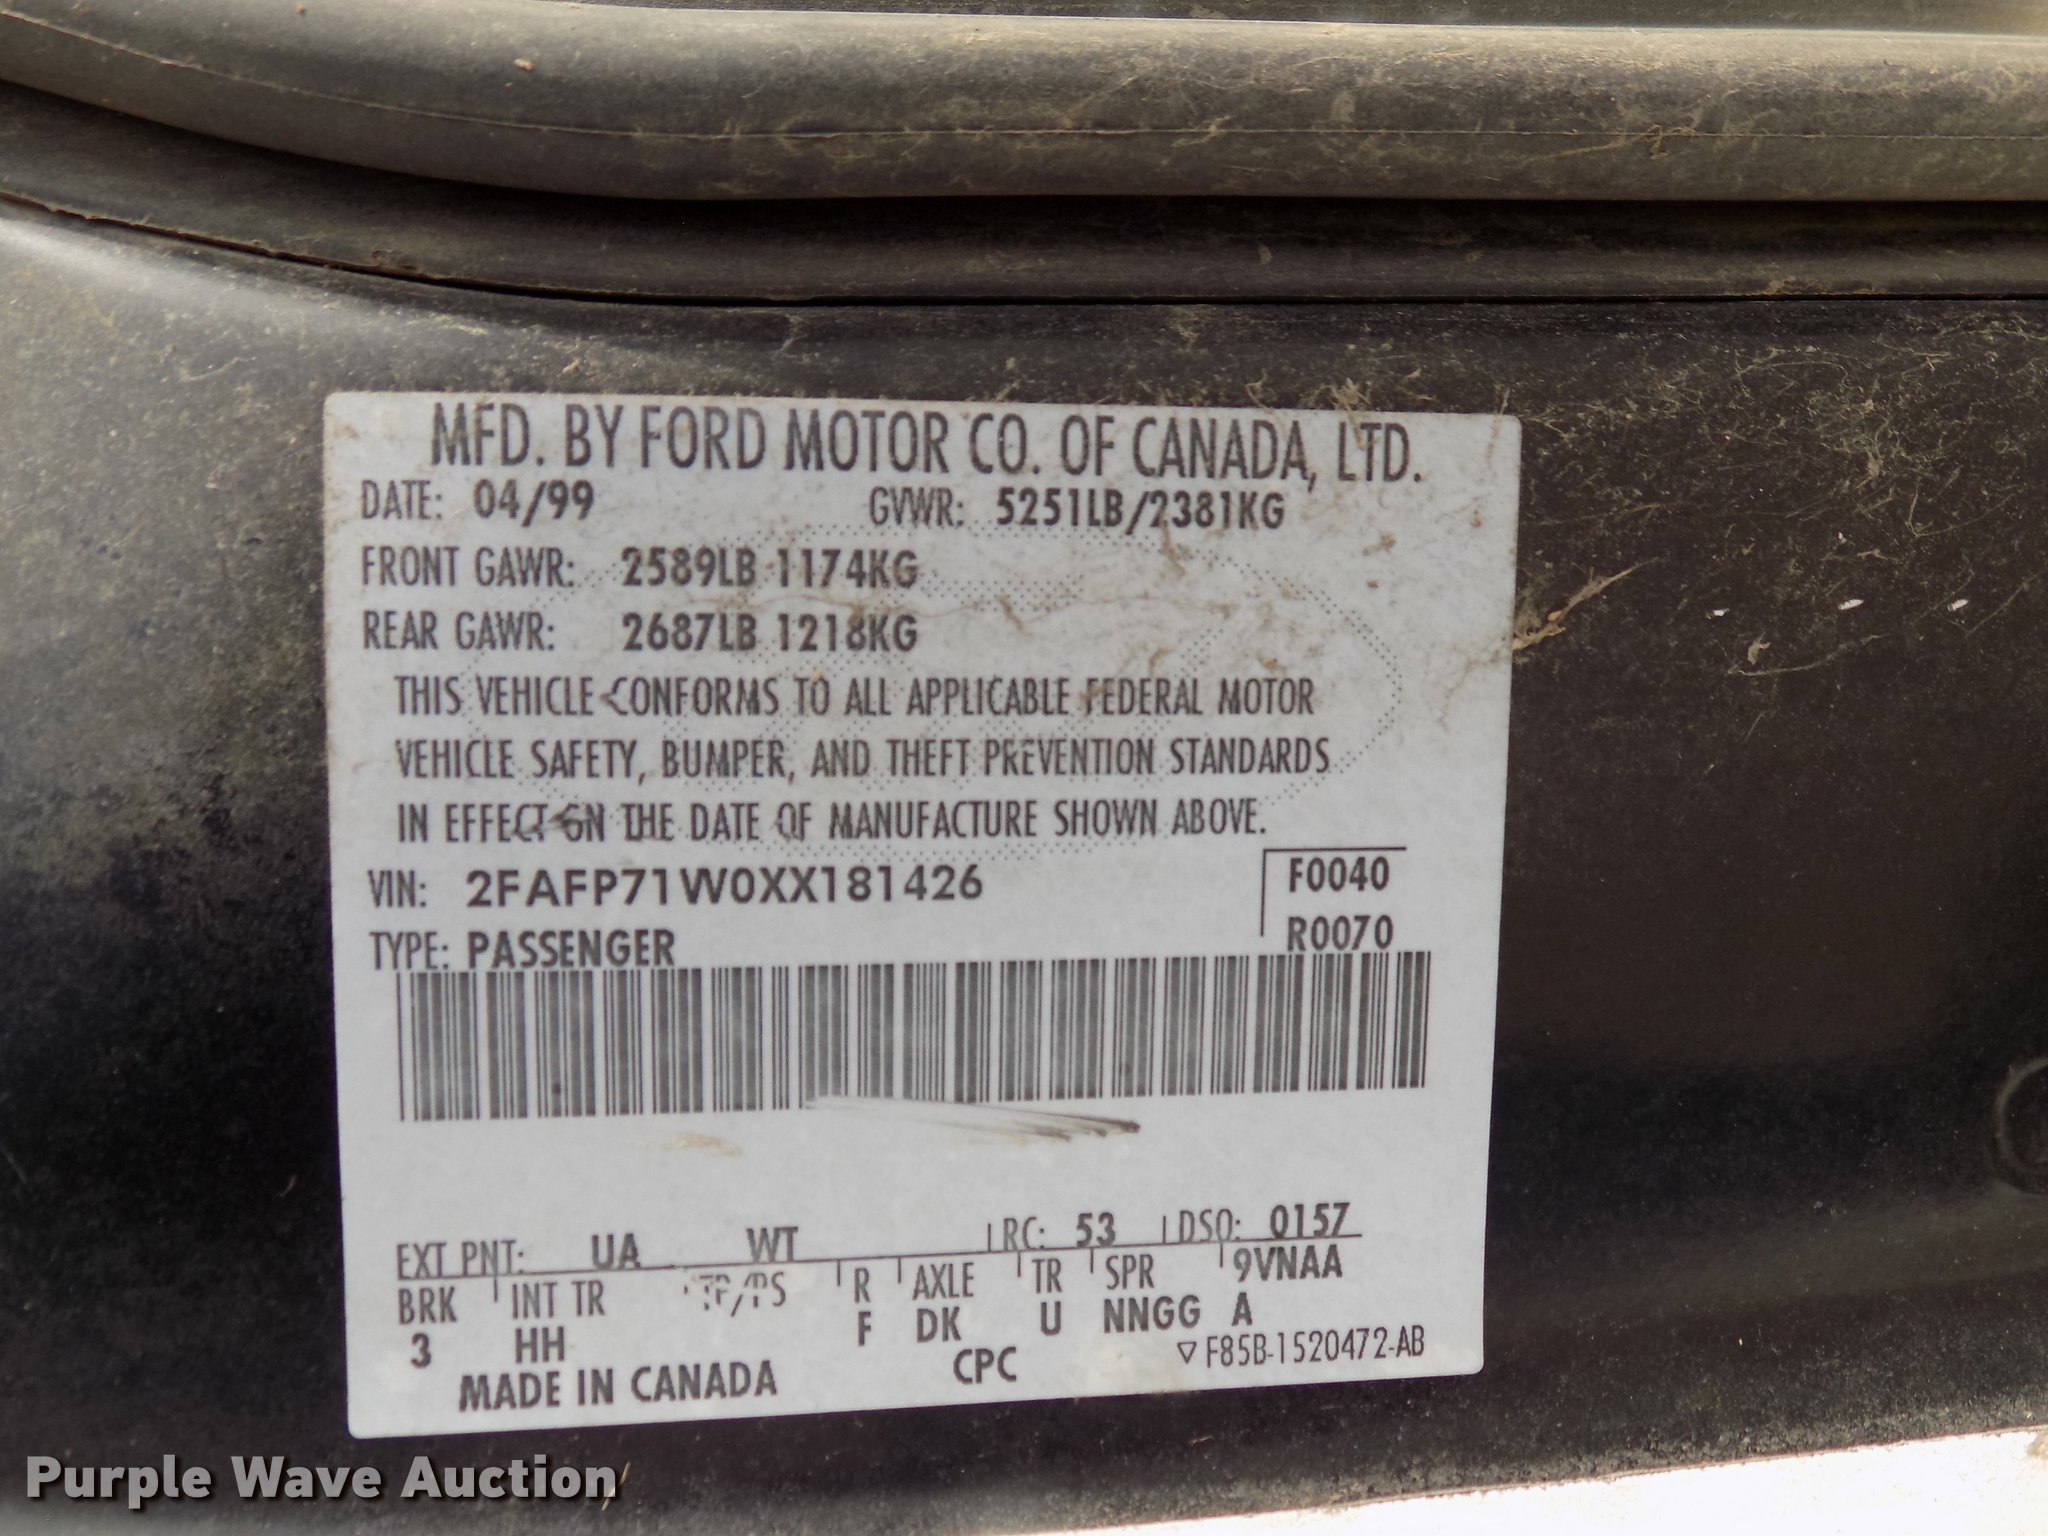 MFD. BY FORD MOTOR CO. OF CANADA, LTD.
DATE: 04/99 GVWR: 5251LB/2381KG
FRONT GAWR: 2589LB 1174KG
REAR GAWR: 2687LB 1218KG
THIS VEHICLE CONFORMS TO ALL APPLICABLE FEDERAL MOTOR
VEHICLE SAFETY, BUMPER, AND THEFT PREVENTION STANDARDS
IN EFFECT ON THE DATE OF MANUFACTURE SHOWN ABOVE.
VIN: 2FAFP71W0XX181426 F0040
TYPE: PASSENGER R0070
EXT PNT: UA WT RC: 53 DSO: 0157
BRK INT TR TP/PS R AXLE TR SPR 9VNAA
3 HH F DK U NNGG A
MADE IN CANADA CPC ▽F85B-1520472-AB
Purple Wave Auction